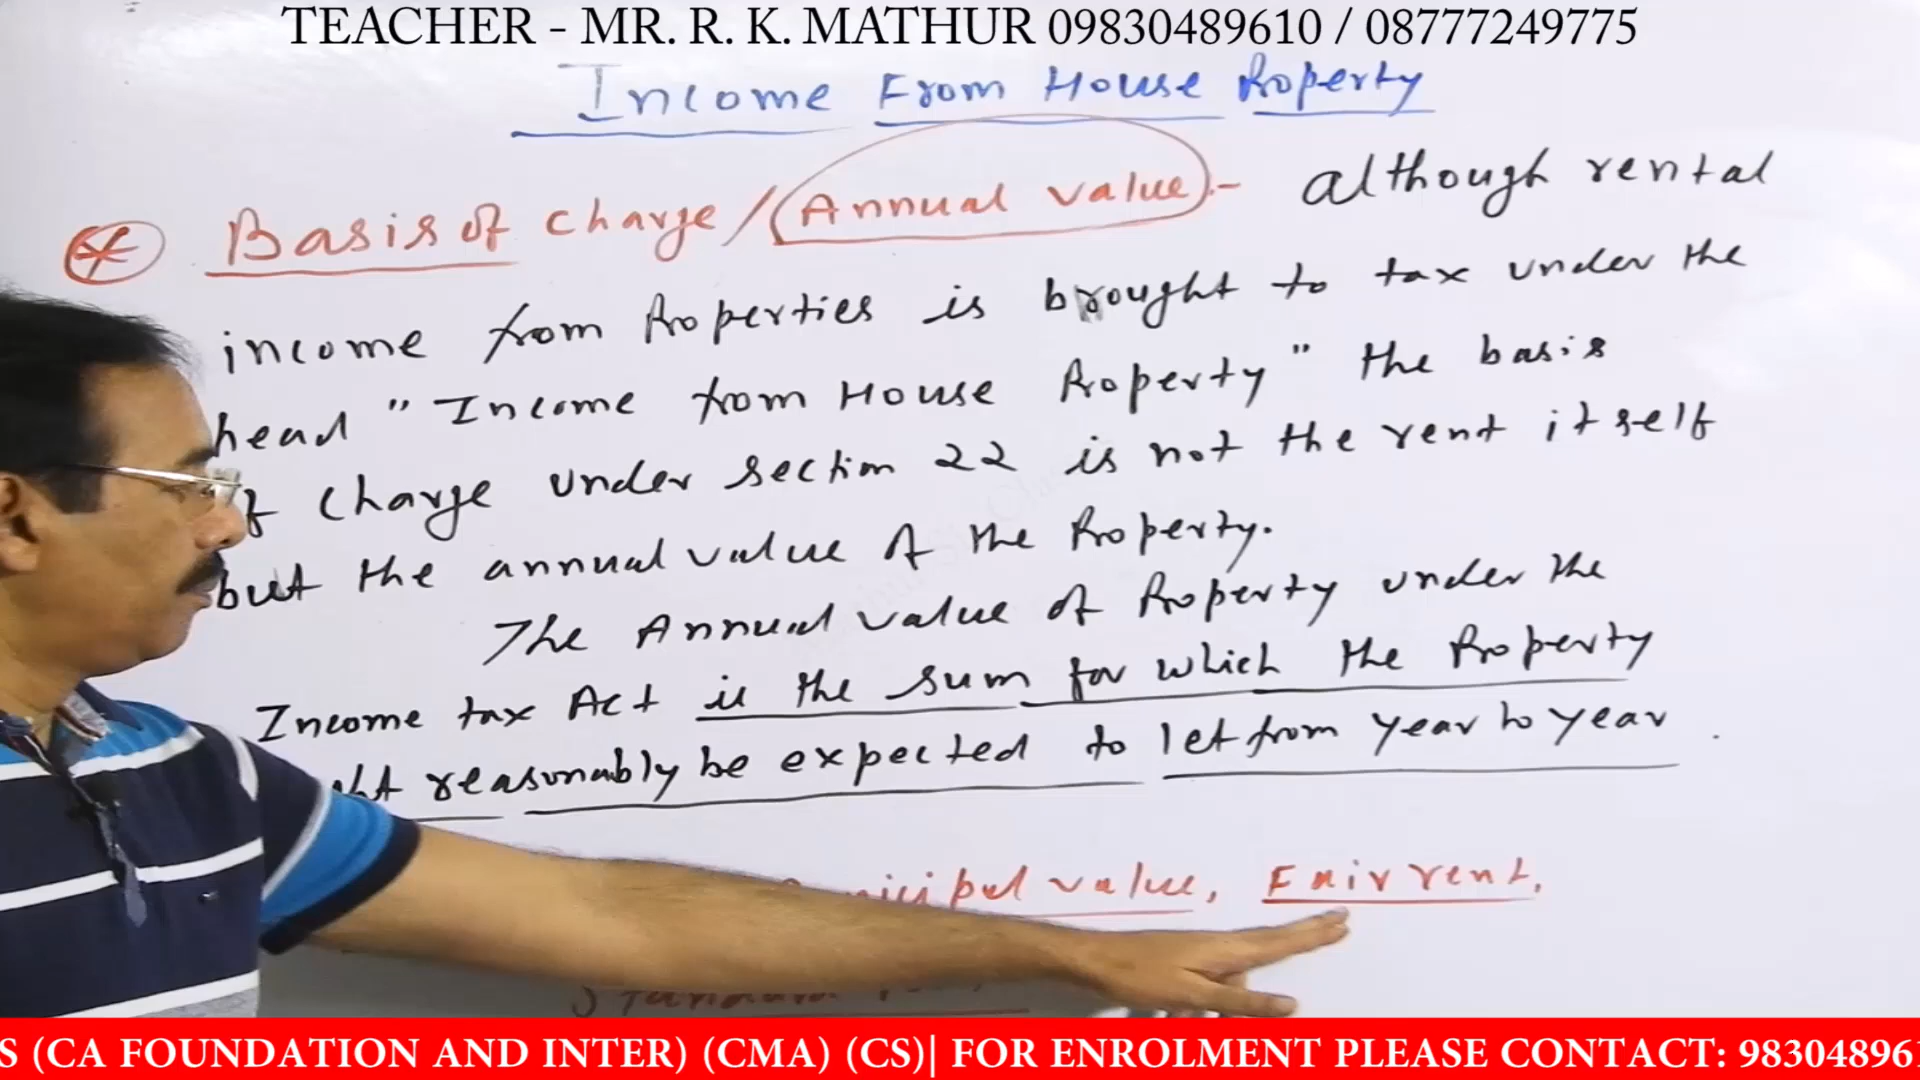 TEACHER - MR. R. K. MATHUR 09830489610 / 08777249775
Income From House Property
* Basis of Charge / Annual value :- although rental
income from Properties is brought to tax under the
head "Income from House Property" the basis
of charge under section 22 is not the rent itself
but the annual value of the Property.
The Annual value of Property under the
Income tax Act is the sum for which the Property
reasonably be expected to let from year to year.
value, Fair rent,
S (CA FOUNDATION AND INTER) (CMA) (CS)| FOR ENROLMENT PLEASE CONTACT: 983048961